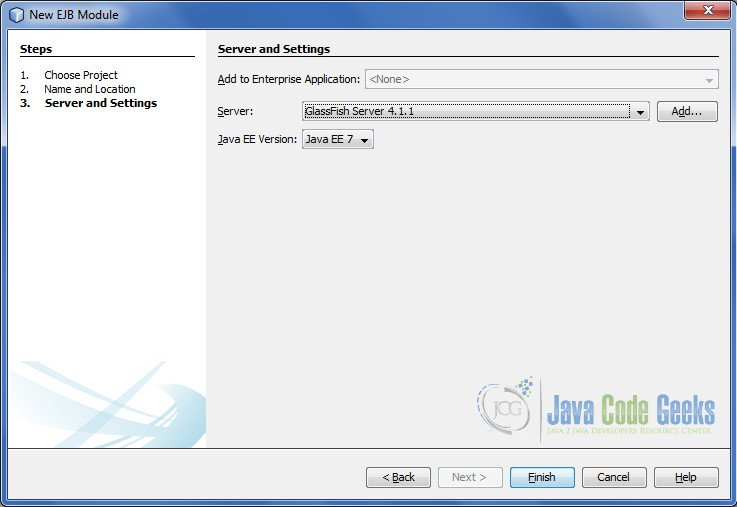 New EJB Module
Steps
1. Choose Project
2. Name and Location
3. Server and Settings
Server and Settings
Add to Enterprise Application: <None>
Server: GlassFish Server 4.1.1 Add...
Java EE Version: Java EE 7
JCG Java Code Geeks
JAVA 2 JAVA DEVELOPERS RESOURCE CENTER
< Back Next > Finish Cancel Help